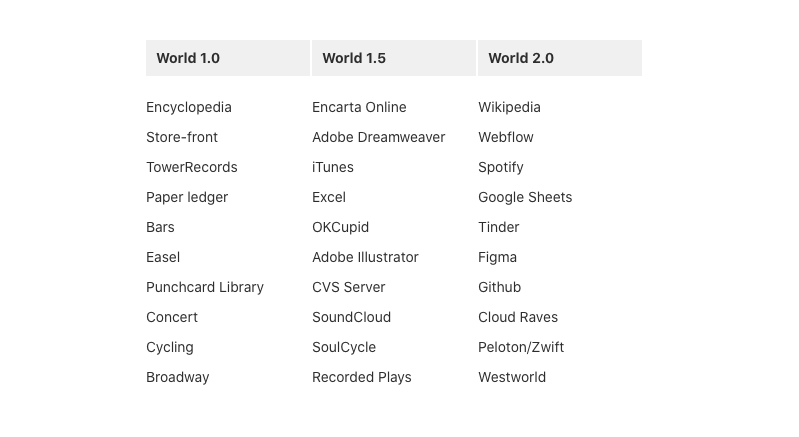 World 1.0 World 1.5 World 2.0
Encyclopedia Encarta Online Wikipedia
Store-front Adobe Dreamweaver Webflow
TowerRecords iTunes Spotify
Paper ledger Excel Google Sheets
Bars OKCupid Tinder
Easel Adobe Illustrator Figma
Punchcard Library CVS Server Github
Concert SoundCloud Cloud Raves
Cycling SoulCycle Peloton/Zwift
Broadway Recorded Plays Westworld